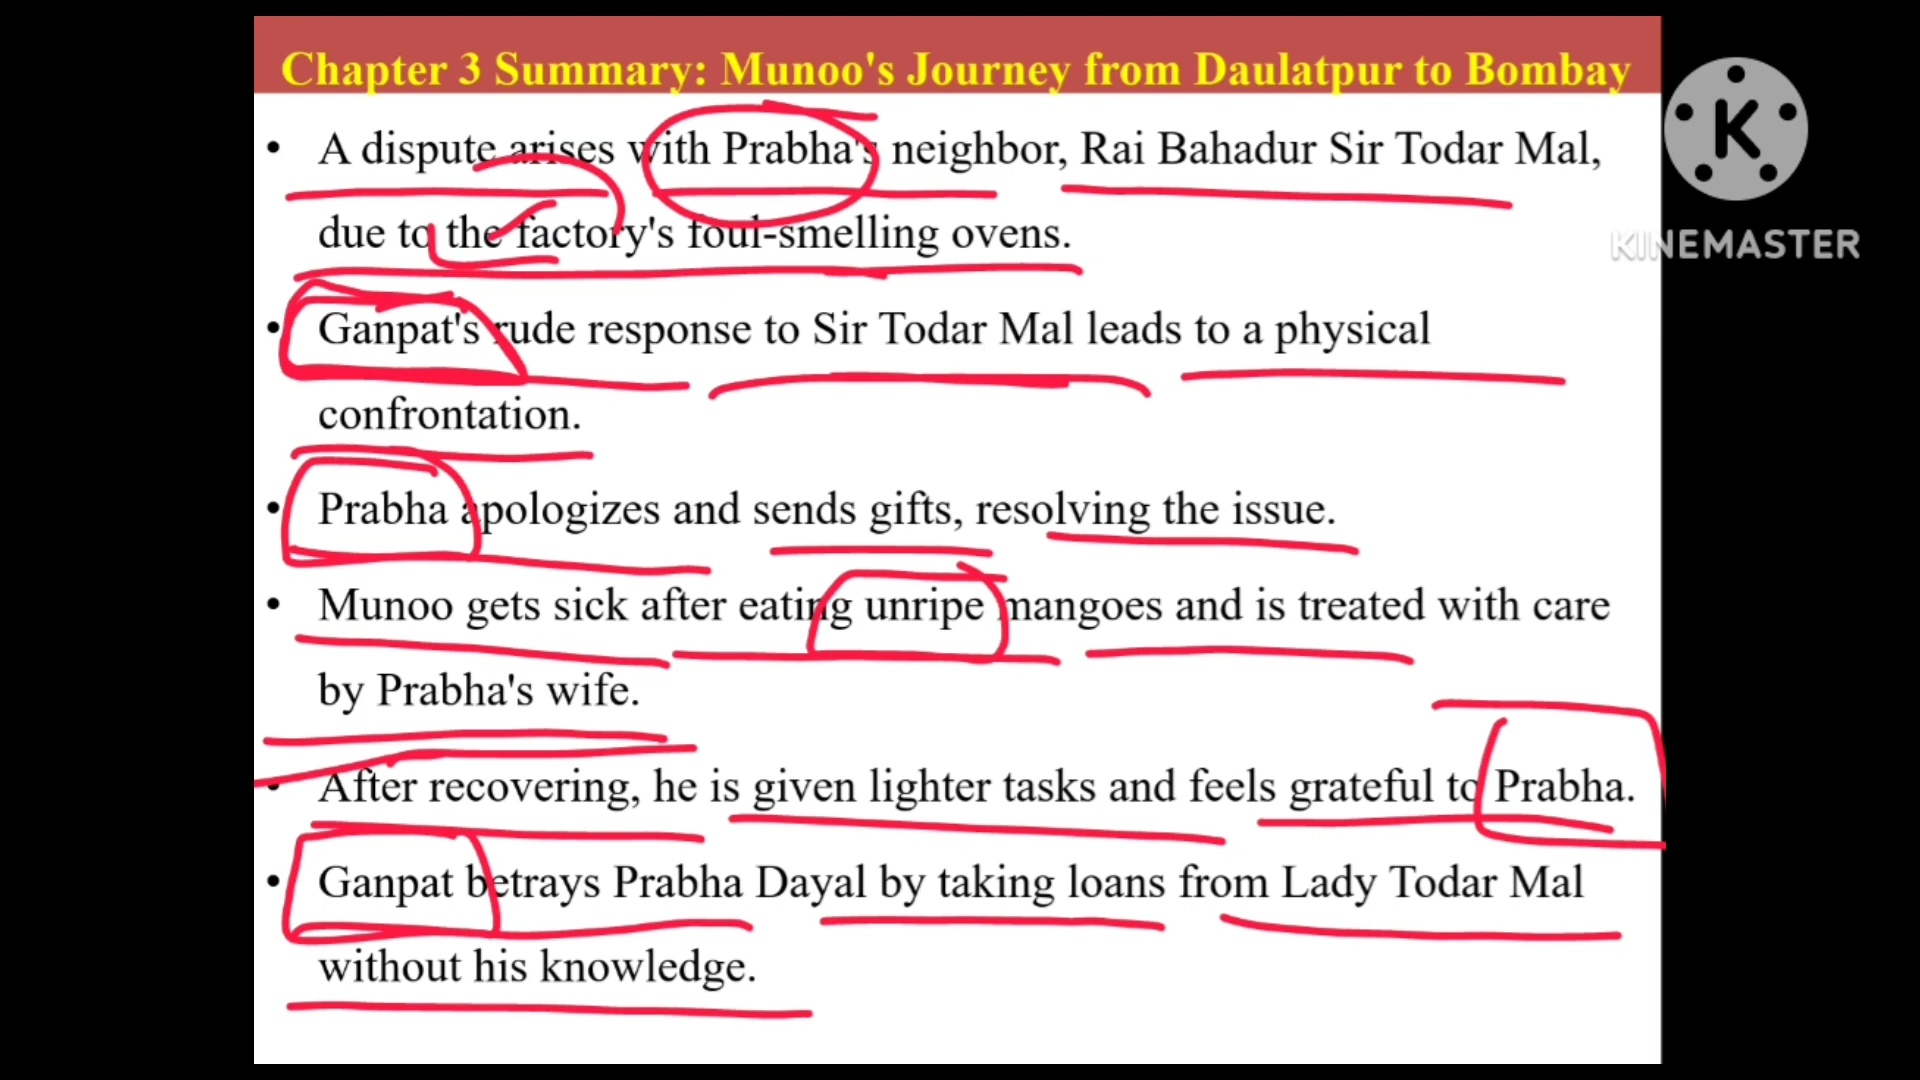 Chapter 3 Summary: Munoo's Journey from Daulatpur to Bombay
• A dispute arises with Prabha's neighbor, Rai Bahadur Sir Todar Mal,
due to the factory's foul-smelling ovens.
• Ganpat's rude response to Sir Todar Mal leads to a physical
confrontation.
• Prabha apologizes and sends gifts, resolving the issue.
• Munoo gets sick after eating unripe mangoes and is treated with care
by Prabha's wife.
• After recovering, he is given lighter tasks and feels grateful to Prabha.
• Ganpat betrays Prabha Dayal by taking loans from Lady Todar Mal
without his knowledge.
K
KINEMASTER